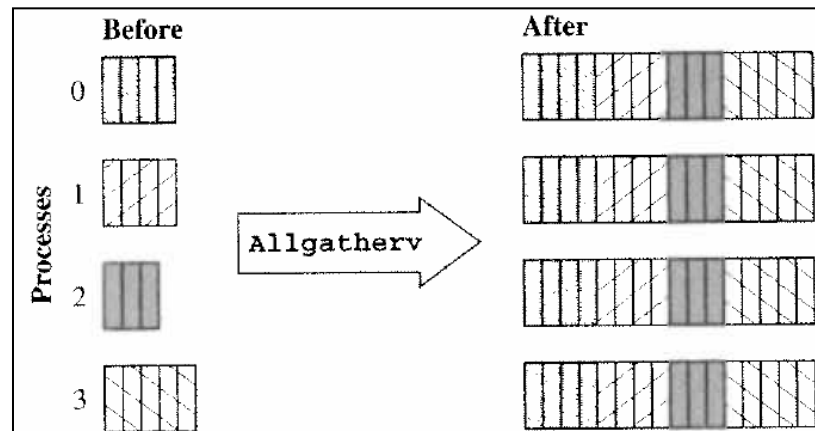 Before
After
0
1
Allgatherv
Processes
2
3